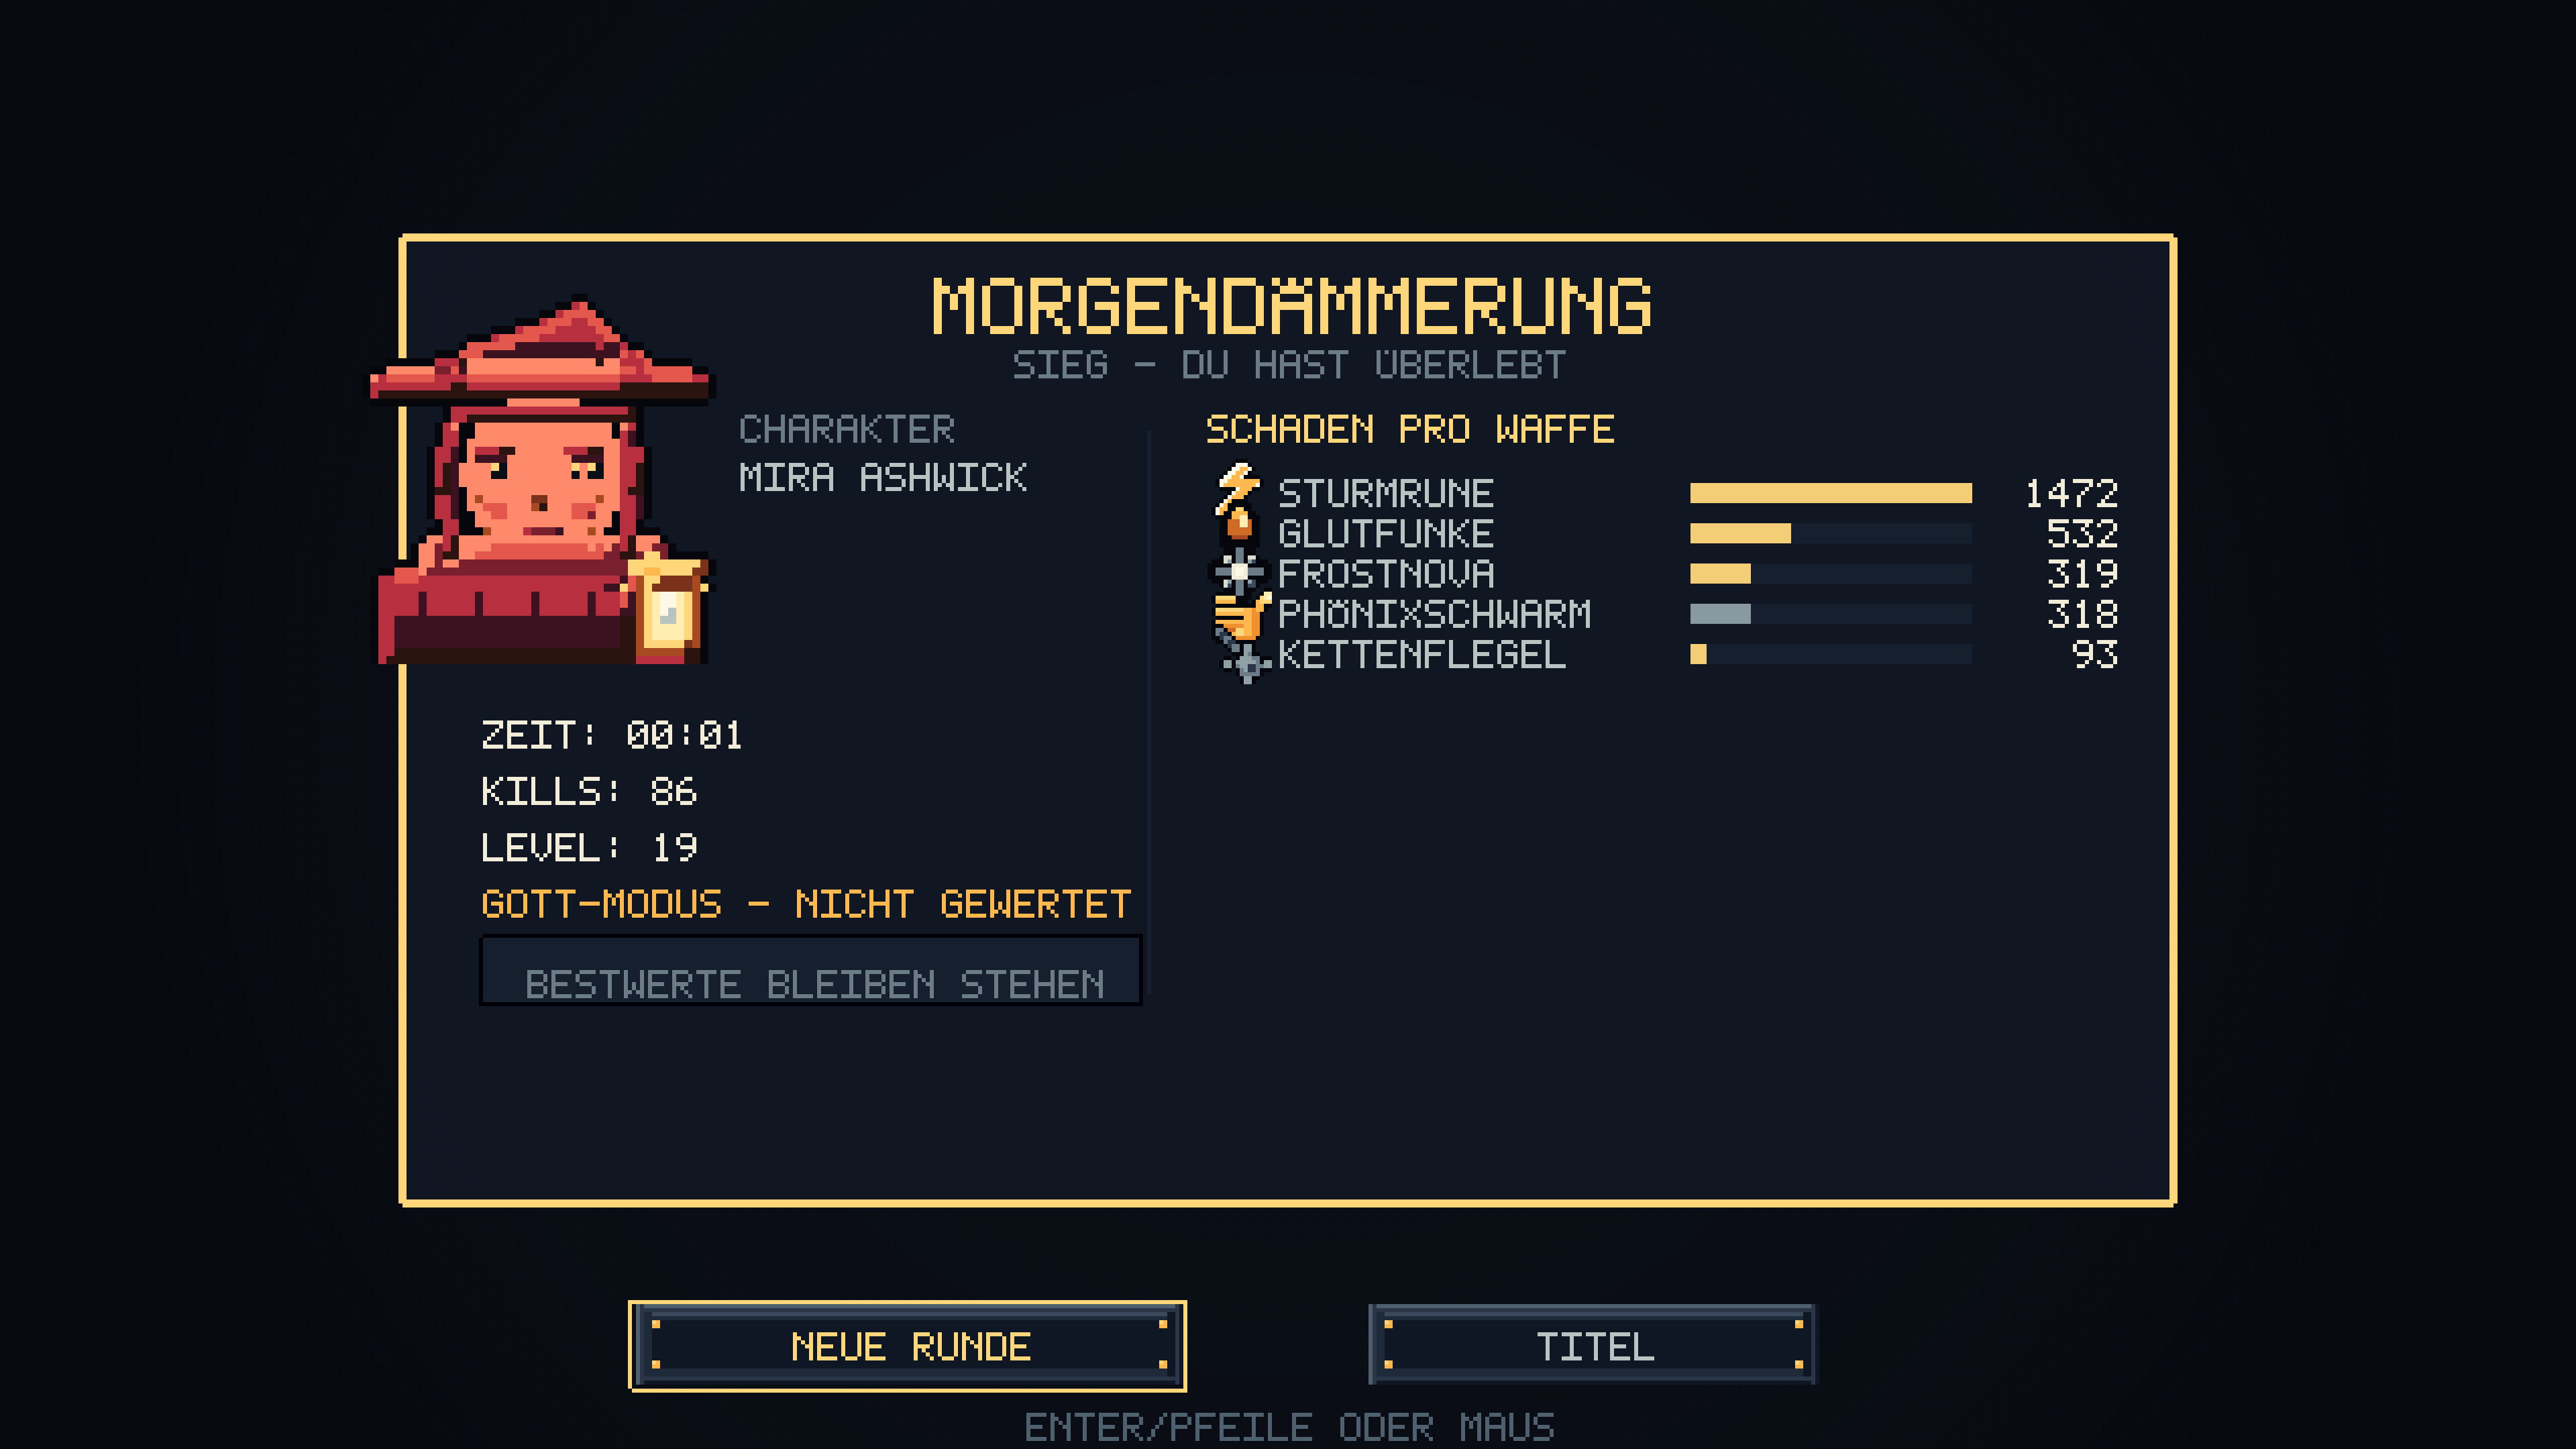 MORGENDÄMMERUNG
SIEG - DU HAST ÜBERLEBT
CHARAKTER
MIRA ASHWICK
ZEIT: 00:01
KILLS: 86
LEVEL: 19
GOTT-MODUS - NICHT GEWERTET
BESTWERTE BLEIBEN STEHEN
SCHADEN PRO WAFFE
STURMRUNE 1472
GLUTFUNKE 532
FROSTNOVA 319
PHÖNIXSCHWARM 318
KETTENFLEGEL 93
NEUE RUNDE
TITEL
ENTER/PFEILE ODER MAUS